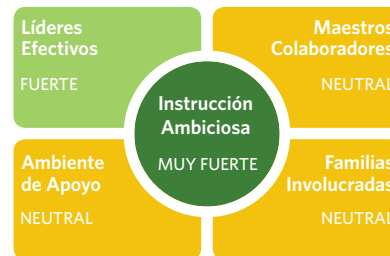 Líderes
Efectivos
FUERTE
Maestros
Colaboradores
NEUTRAL
Instrucción
Ambiciosa
MUY FUERTE
Ambiente
de Apoyo
NEUTRAL
Familias
Involucradas
NEUTRAL